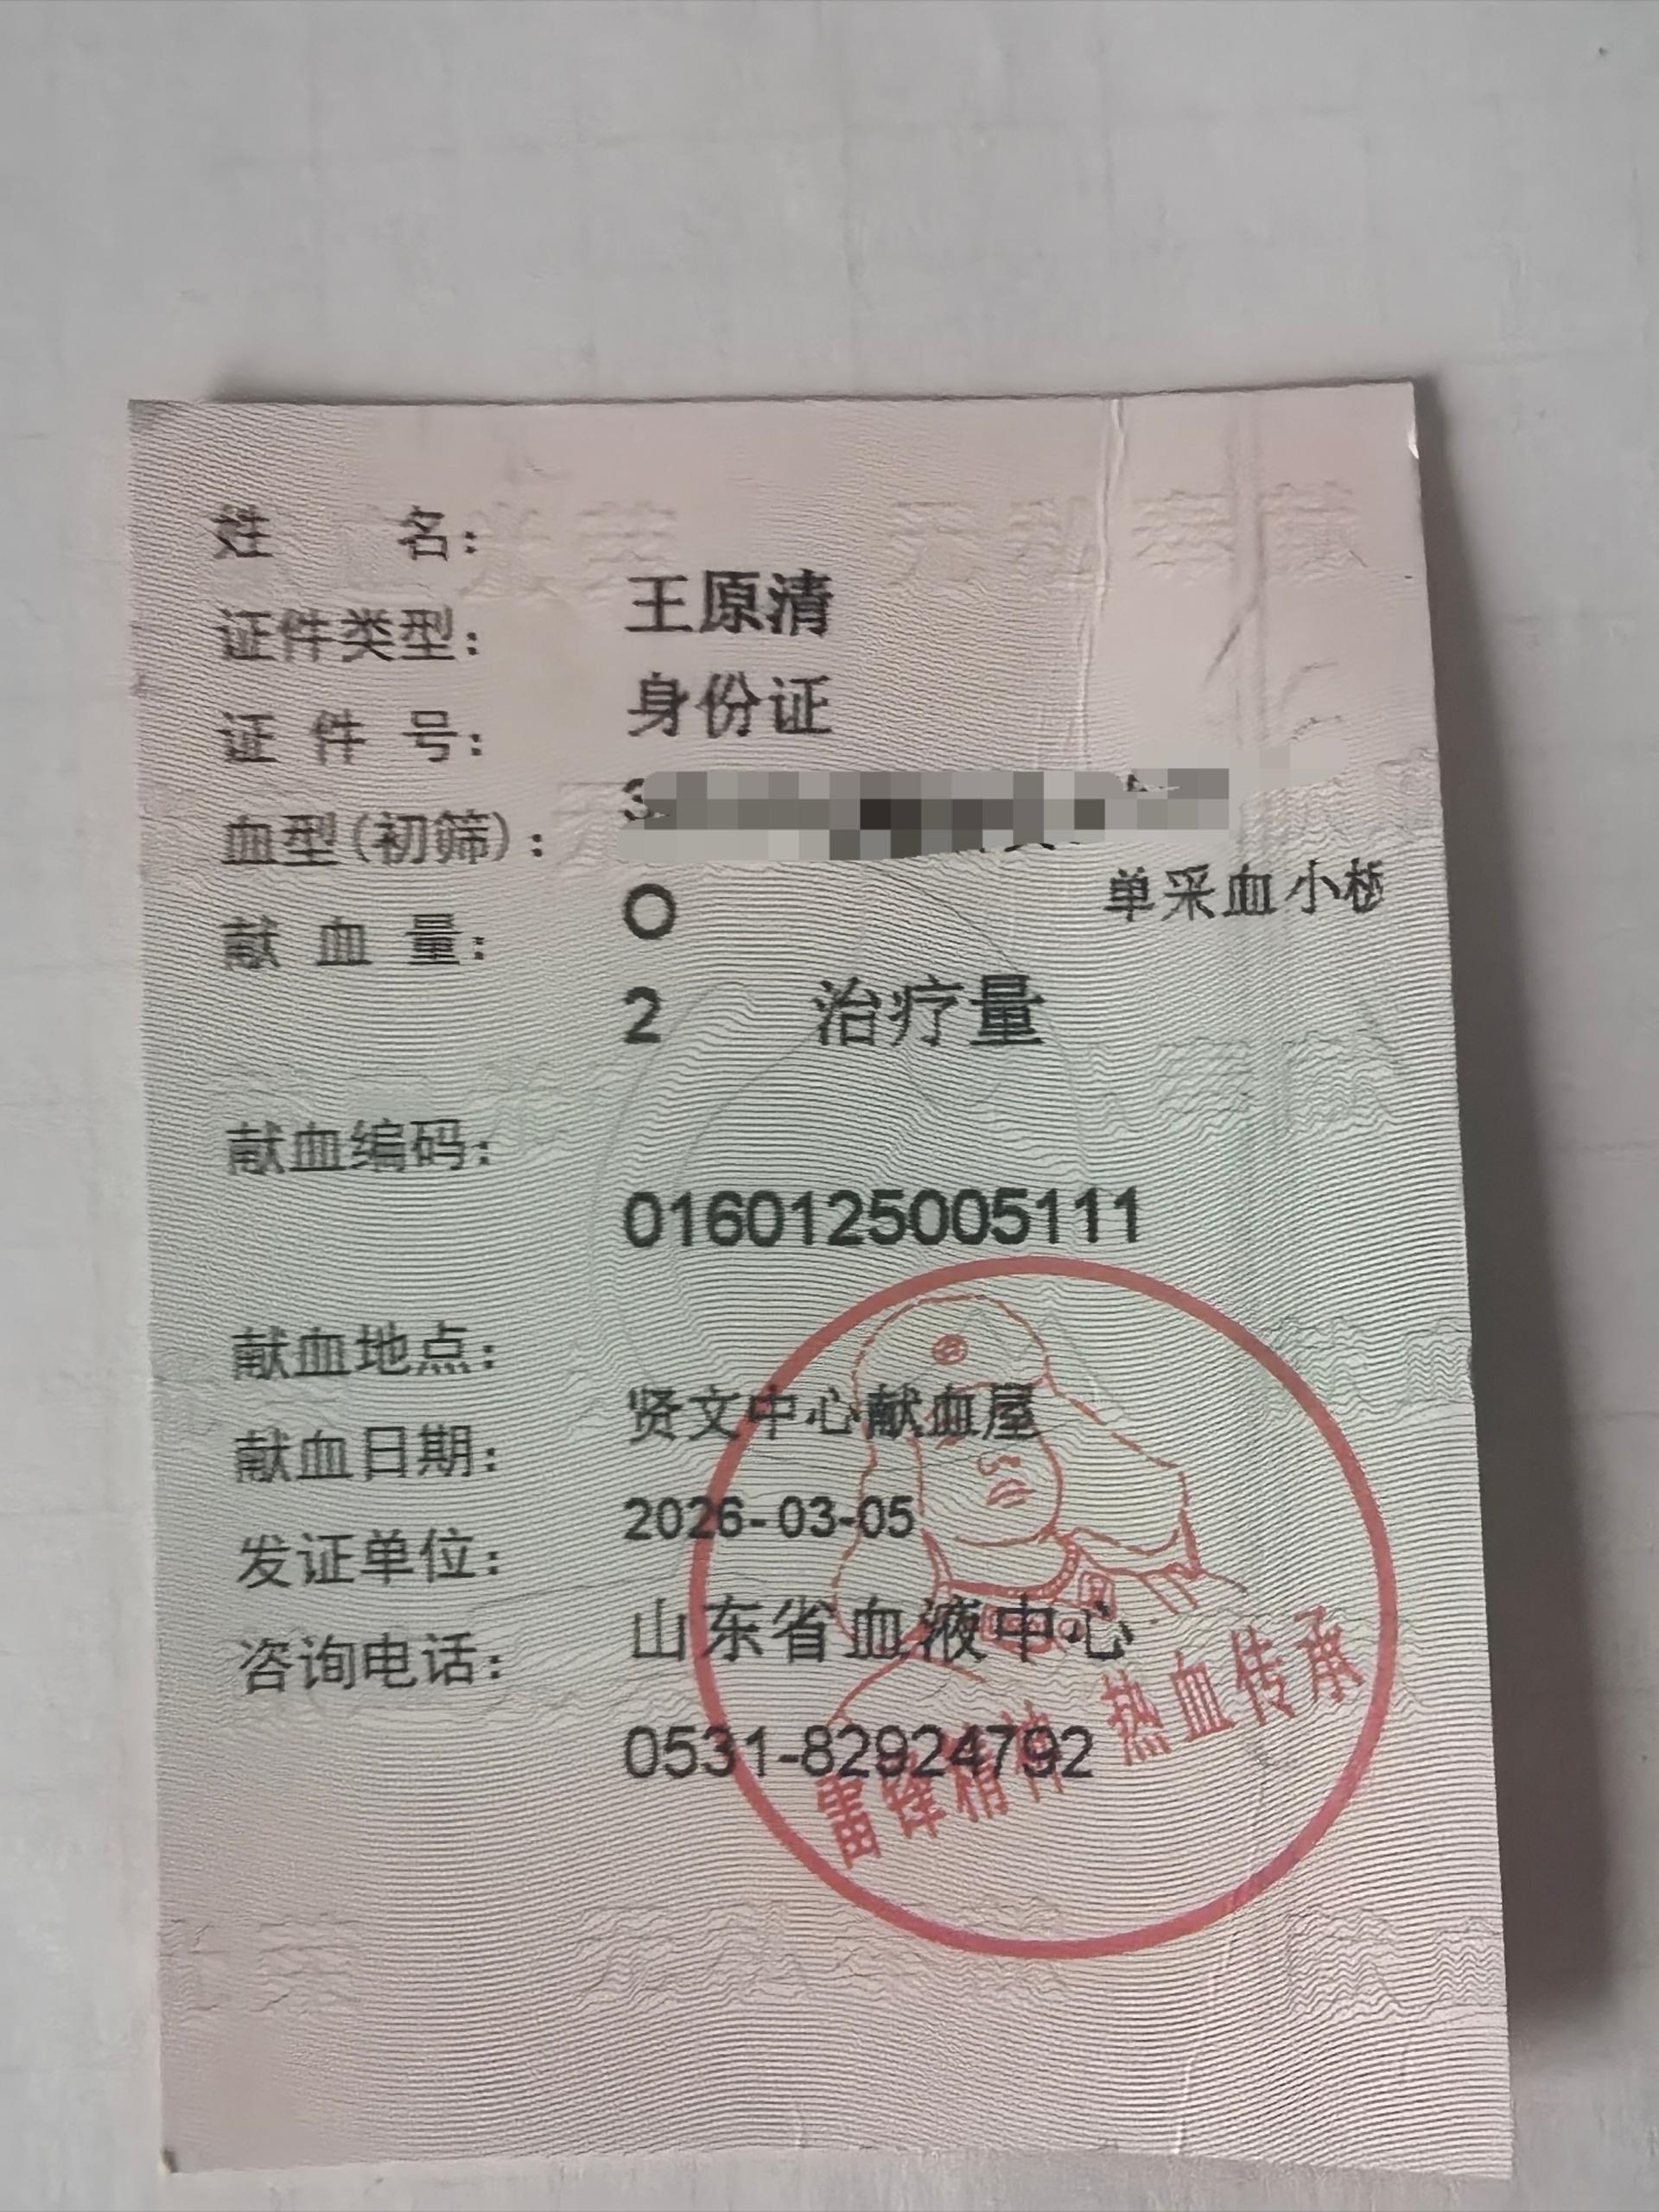 姓 名：
王原清
证件类型：
身份证
证 件 号：
3
血型(初筛)：
O 单采血小板
献 血 量：
2 治疗量
献血编码：
0160125005111
献血地点：
贤文中心献血屋
献血日期：
2026-03-05
发证单位：
山东省血液中心
咨询电话：
0531-82924792
雷锋精神 热血传承